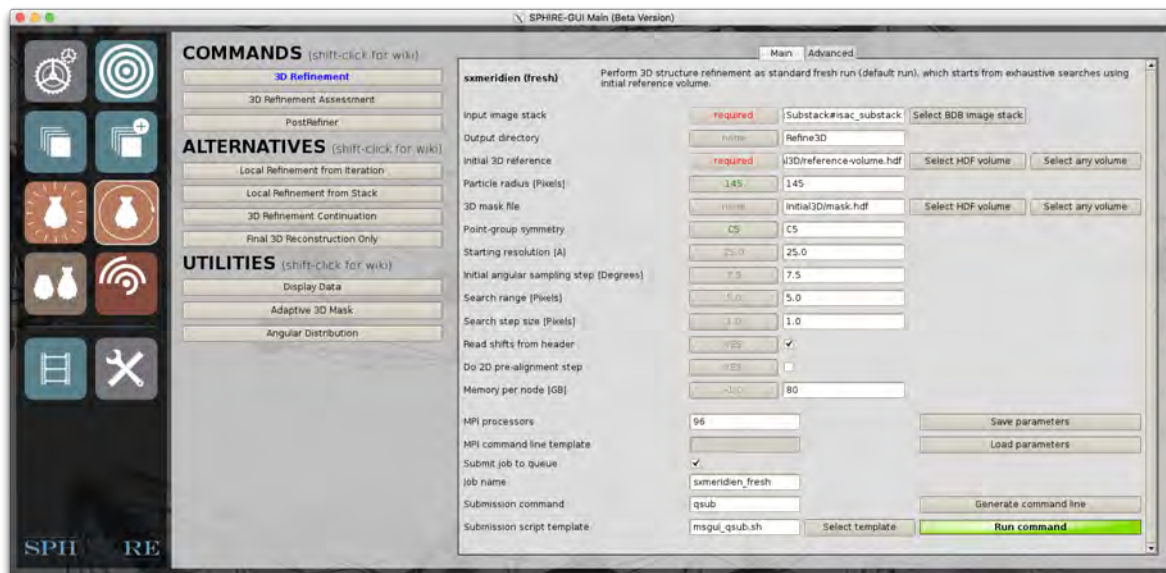 SPHIRE-GUI Main (Beta Version)
COMMANDS (shift-click for wiki)
3D Refinement
3D Refinement Assessment
PostRefiner
ALTERNATIVES (shift-click for wiki)
Local Refinement from Iteration
Local Refinement from Stack
3D Refinement Continuation
Final 3D Reconstruction Only
UTILITIES (shift-click for wiki)
Display Data
Adaptive 3D Mask
Angular Distribution
SPH RE
Main Advanced
sxmeridien (fresh) Perform 3D structure refinement as standard fresh run (default run), which starts from exhaustive searches using
initial reference volume.
Input image stack required Substack#isac_substack Select BDB image stack
Output directory none Refine3D
Initial 3D reference required l3D/reference-volume.hdf Select HDF volume Select any volume
Particle radius [Pixels] 145 145
3D mask file none Initial3D/mask.hdf Select HDF volume Select any volume
Point-group symmetry C5 C5
Starting resolution [A] 25.0 25.0
Initial angular sampling step [Degrees] 7.5 7.5
Search range [Pixels] 5.0 5.0
Search step size [Pixels] 1.0 1.0
Read shifts from header YES
Do 2D pre-alignment step YES
Memory per node [GB] -1.0 80
MPI processors 96 Save parameters
MPI command line template Load parameters
Submit job to queue
Job name sxmeridien_fresh
Submission command qsub Generate command line
Submission script template msgui_qsub.sh Select template Run command